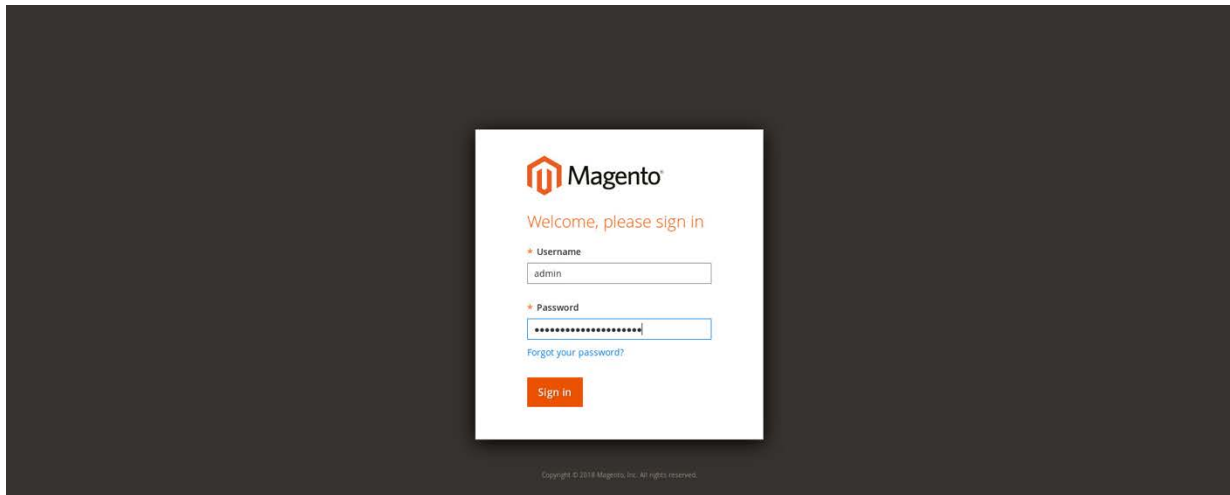 Magento
Welcome, please sign in
* Username
admin
* Password
•••••••••••••••••••••
Forgot your password?
Sign in
Copyright © 2018 Magento, Inc. All rights reserved.